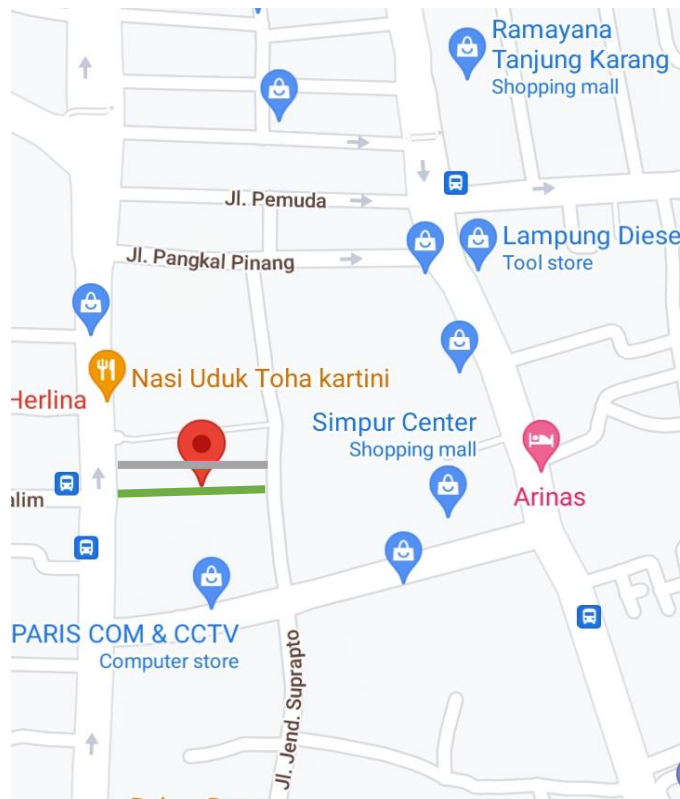 Ramayana
Tanjung Karang
Shopping mall
Jl. Pemuda
Lampung Diese
Tool store
Jl. Pangkal Pinang
Nasi Uduk Toha kartini
Herlina
Simpur Center
Shopping mall
alim
Arinas
PARIS COM & CCTV
Computer store
Jl. Jend. Suprapto